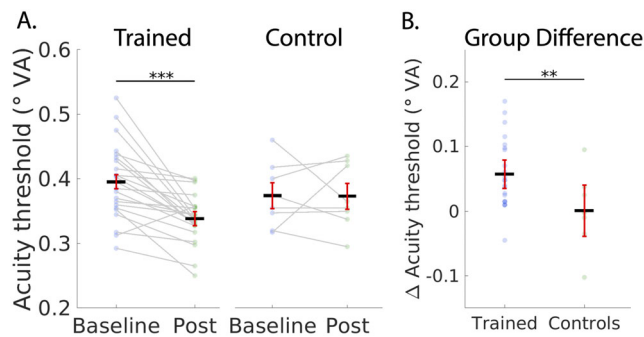 A.
Trained
Control
***
Acuity threshold (° VA)
0.6
0.5
0.4
0.3
0.2
Baseline Post
Baseline Post
B.
Group Difference
**
Δ Acuity threshold (° VA)
0.2
0.1
0
-0.1
Trained Controls